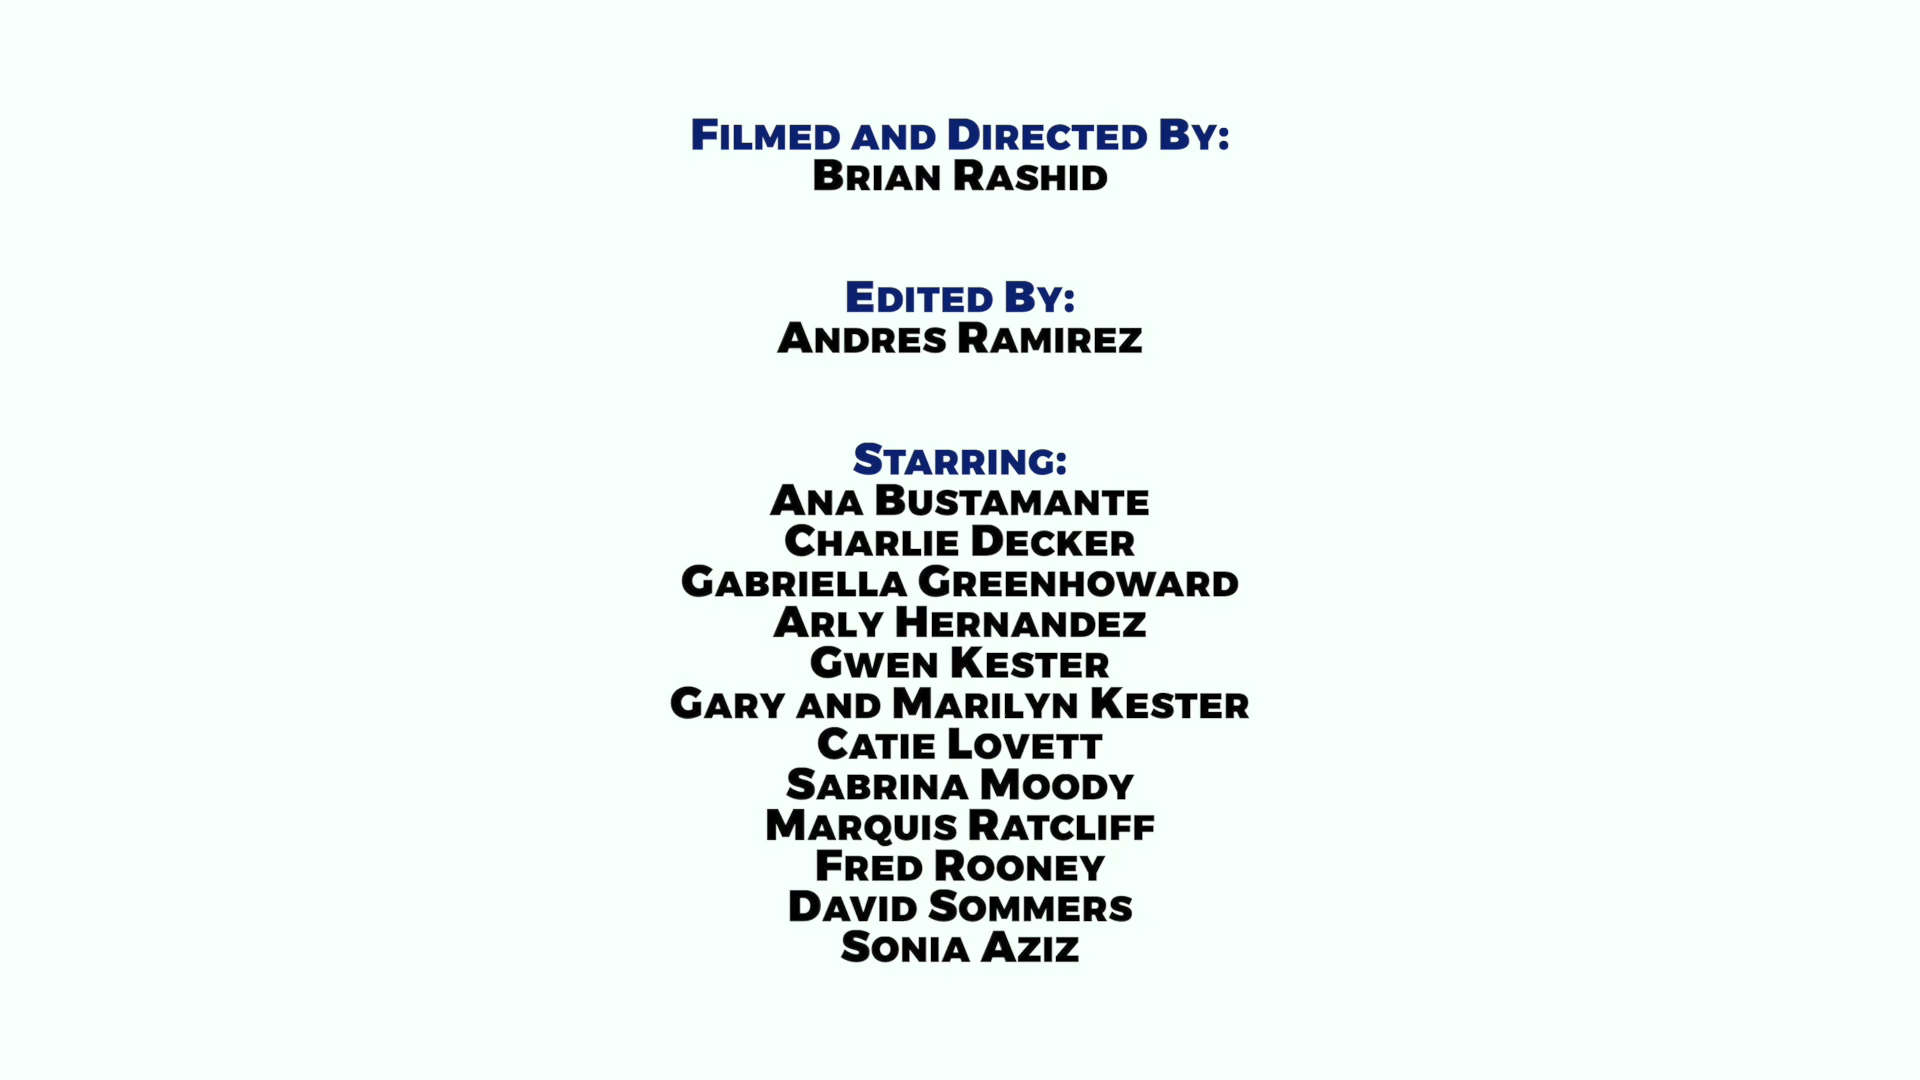 Filmed and Directed By:
Brian Rashid
Edited By:
Andres Ramirez
Starring:
Ana Bustamante
Charlie Decker
Gabriella Greenhoward
Arly Hernandez
Gwen Kester
Gary and Marilyn Kester
Catie Lovett
Sabrina Moody
Marquis Ratcliff
Fred Rooney
David Sommers
Sonia Aziz